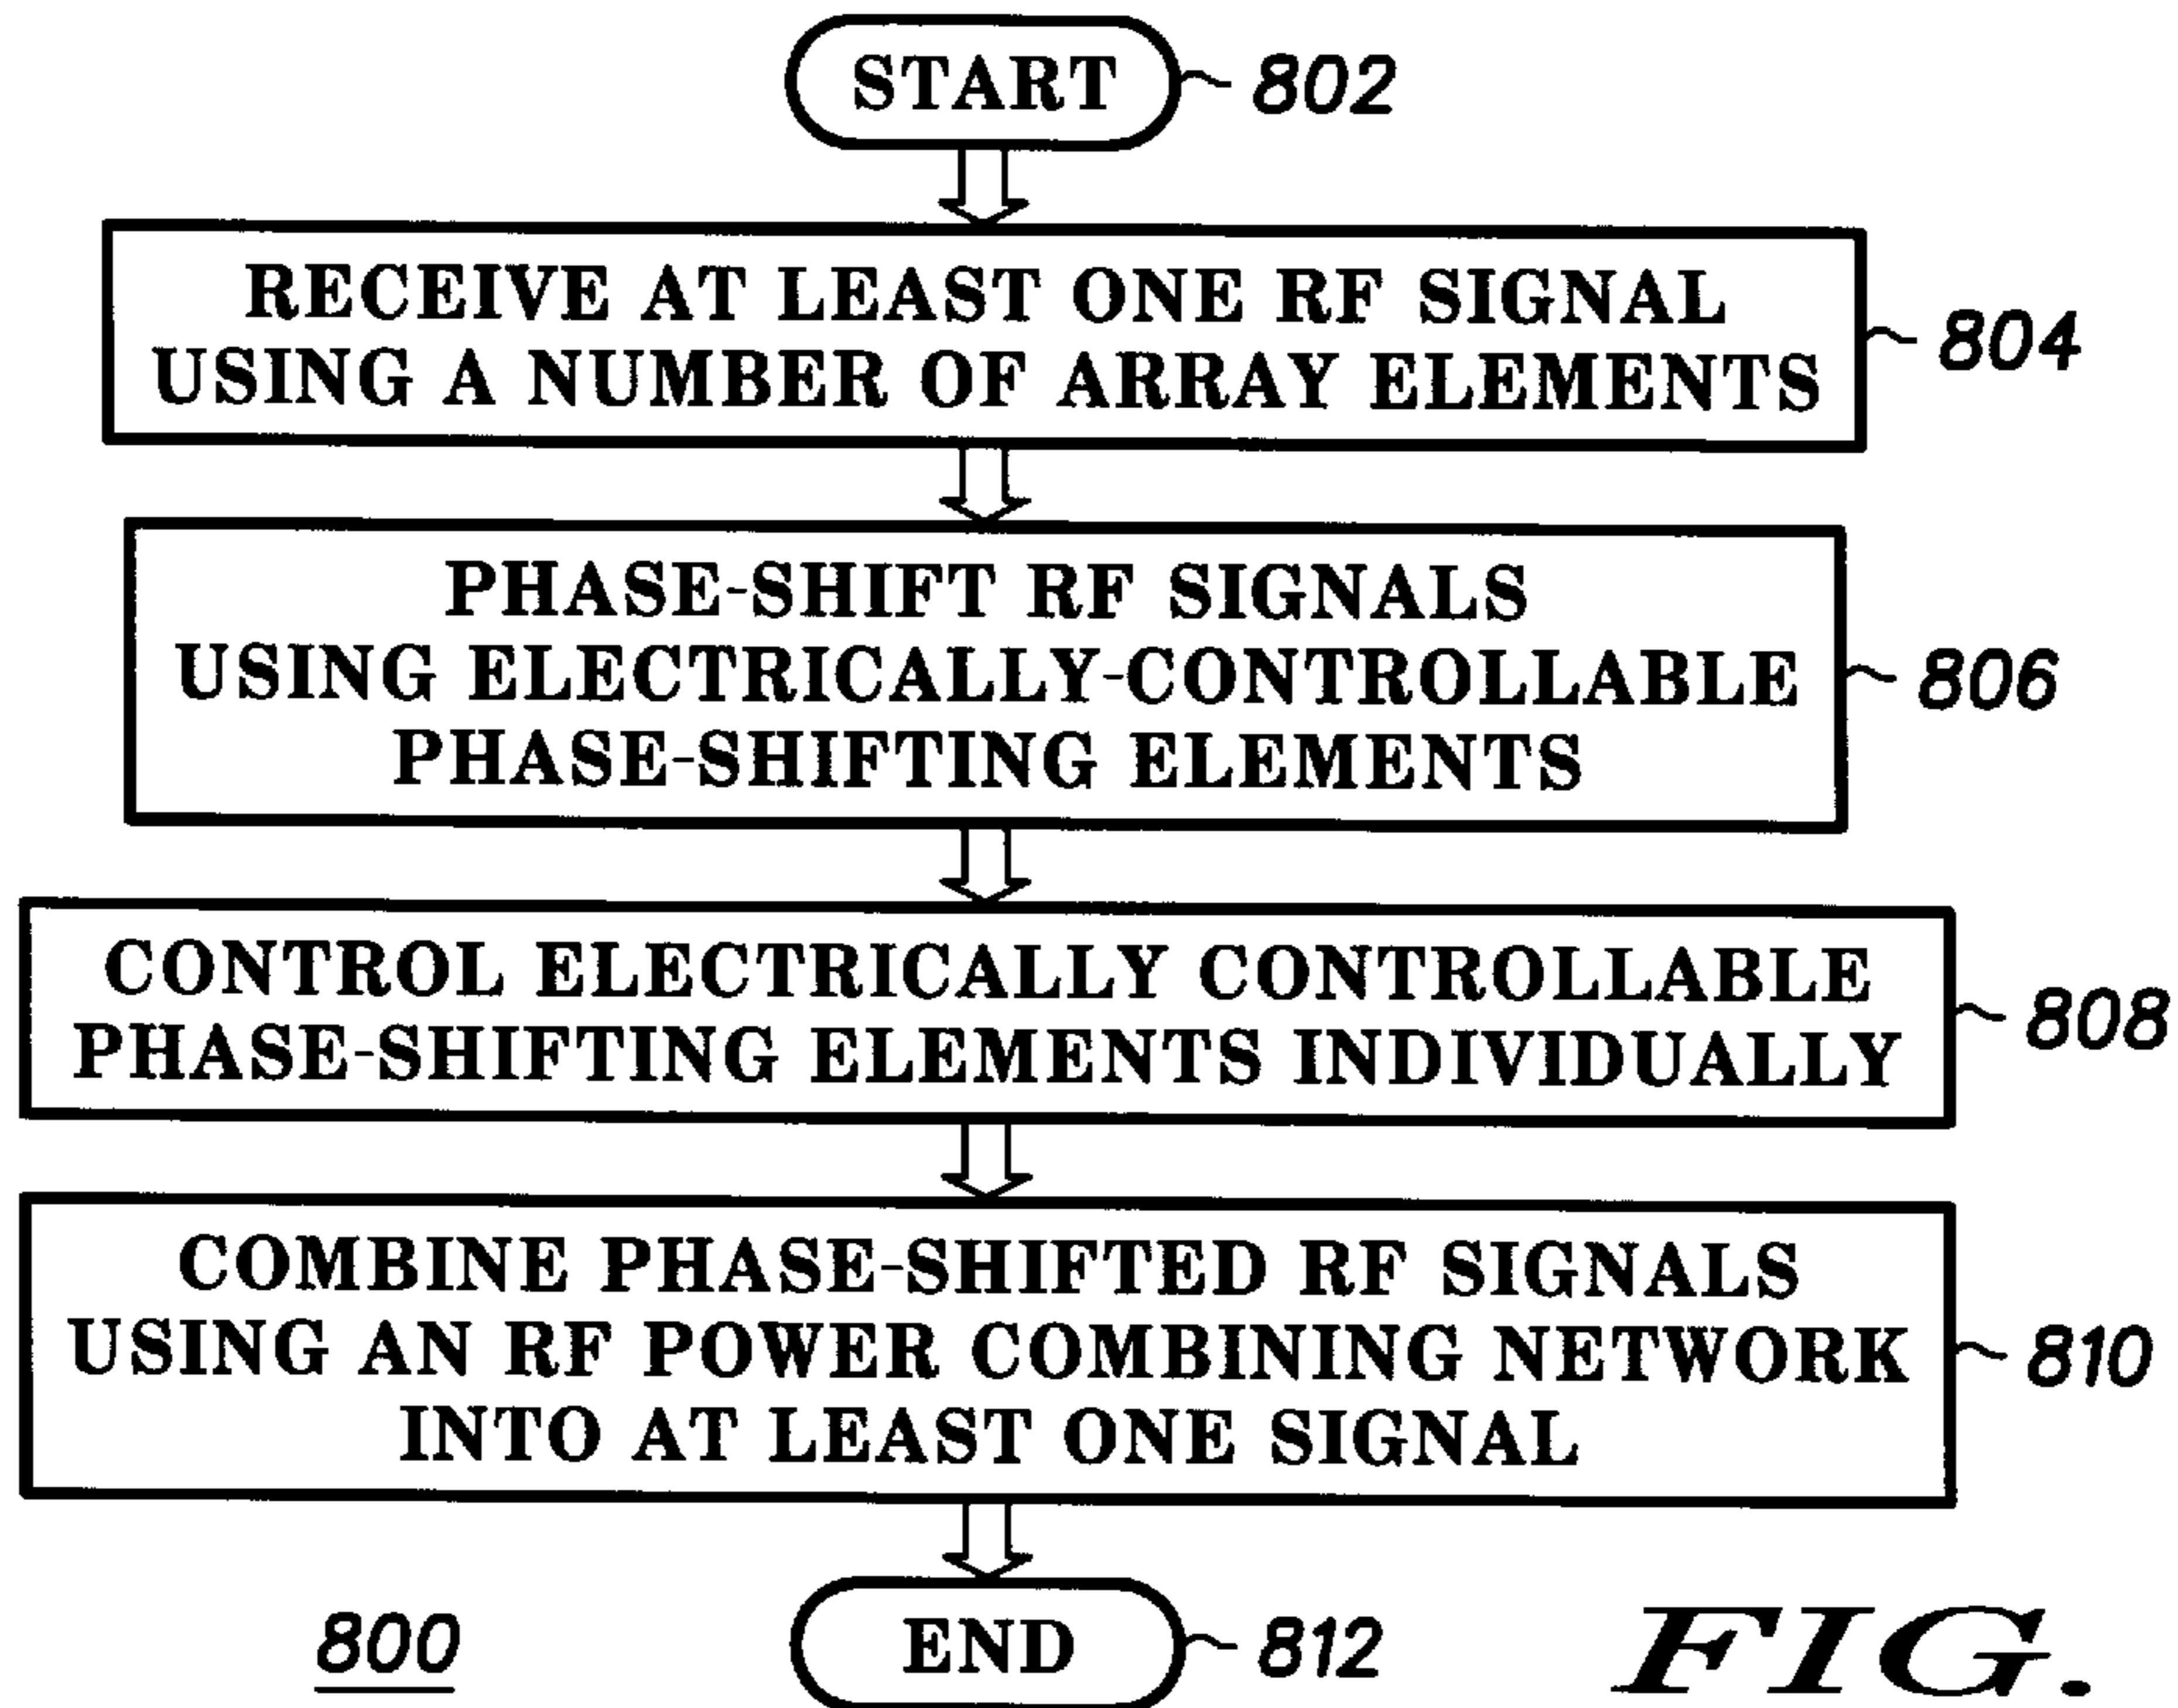 START
802
RECEIVE AT LEAST ONE RF SIGNAL
USING A NUMBER OF ARRAY ELEMENTS
804
PHASE-SHIFT RF SIGNALS
USING ELECTRICALLY-CONTROLLABLE
PHASE-SHIFTING ELEMENTS
806
CONTROL ELECTRICALLY CONTROLLABLE
PHASE-SHIFTING ELEMENTS INDIVIDUALLY
808
COMBINE PHASE-SHIFTED RF SIGNALS
USING AN RF POWER COMBINING NETWORK
INTO AT LEAST ONE SIGNAL
810
END
812
800
FIG.